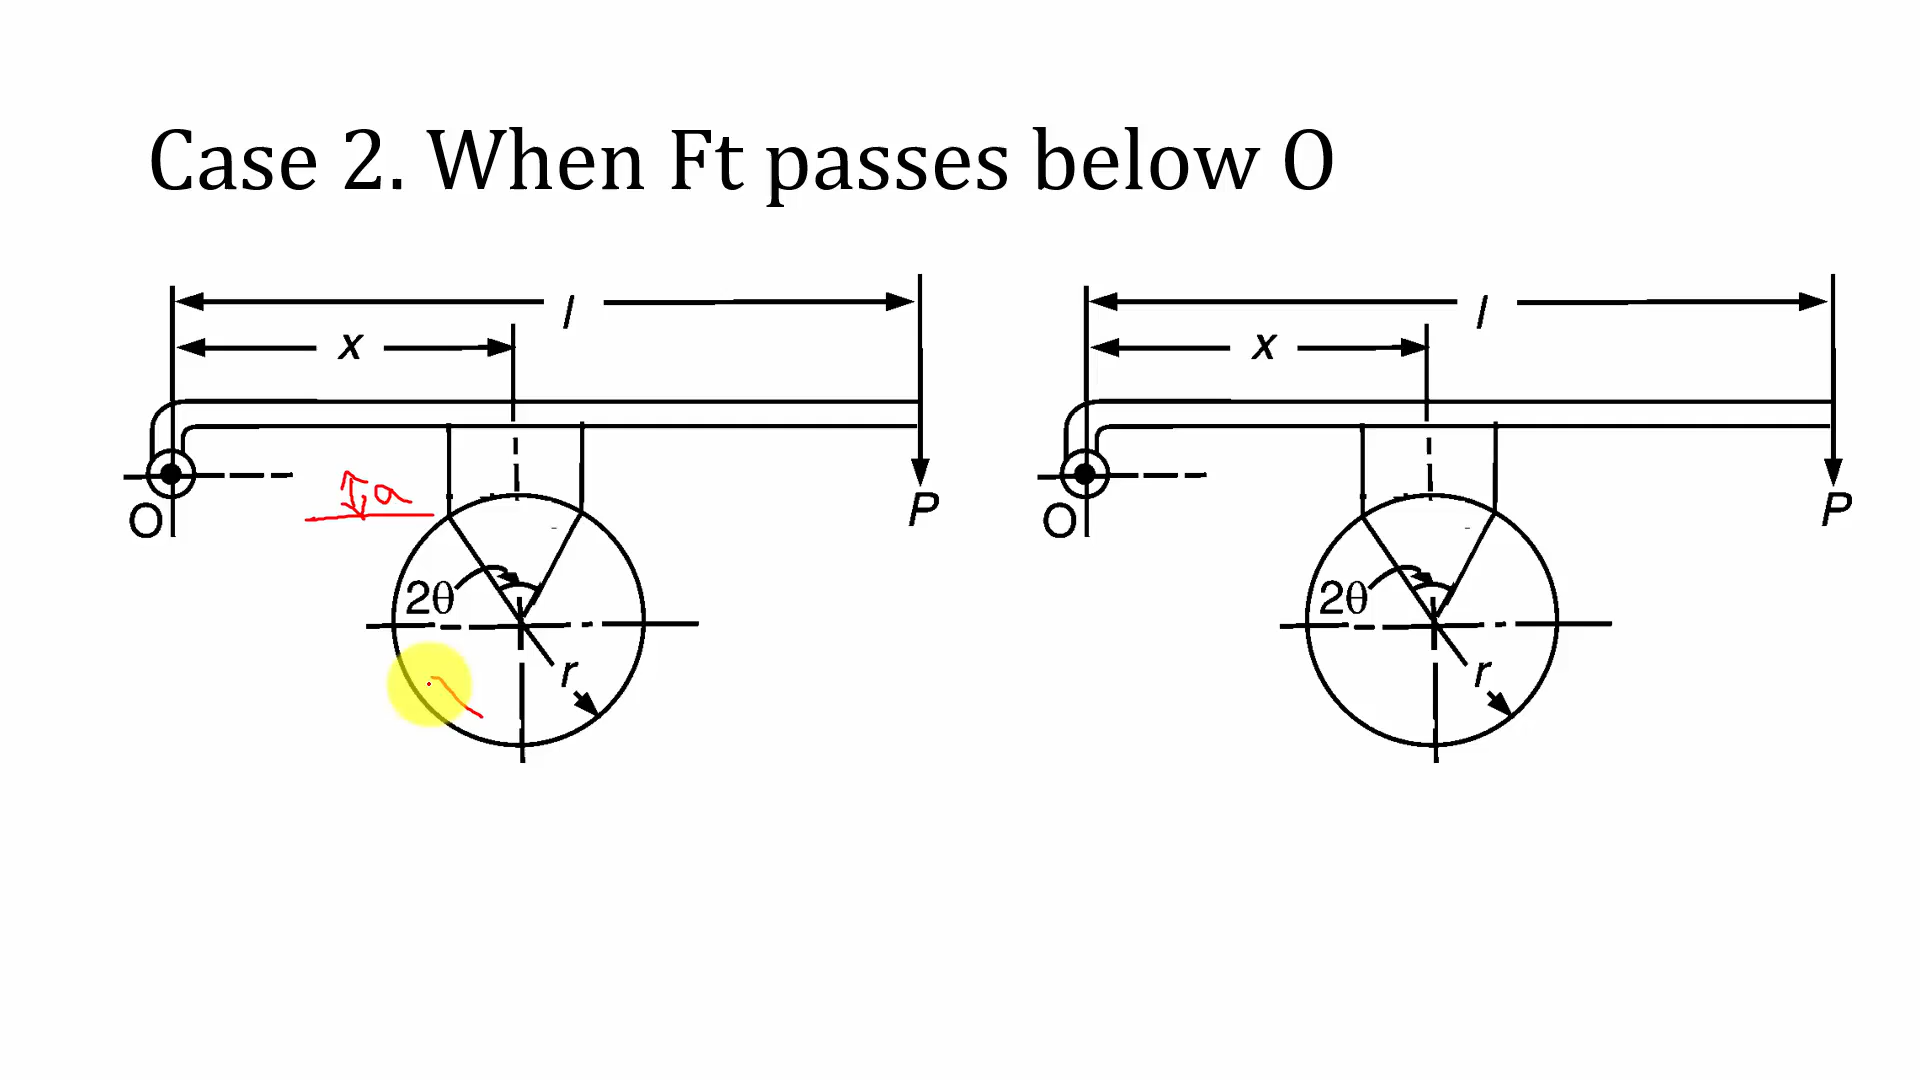 Case 2. When Ft passes below O
l
l
x
x
a
O
P
O
P
2θ
2θ
r
r